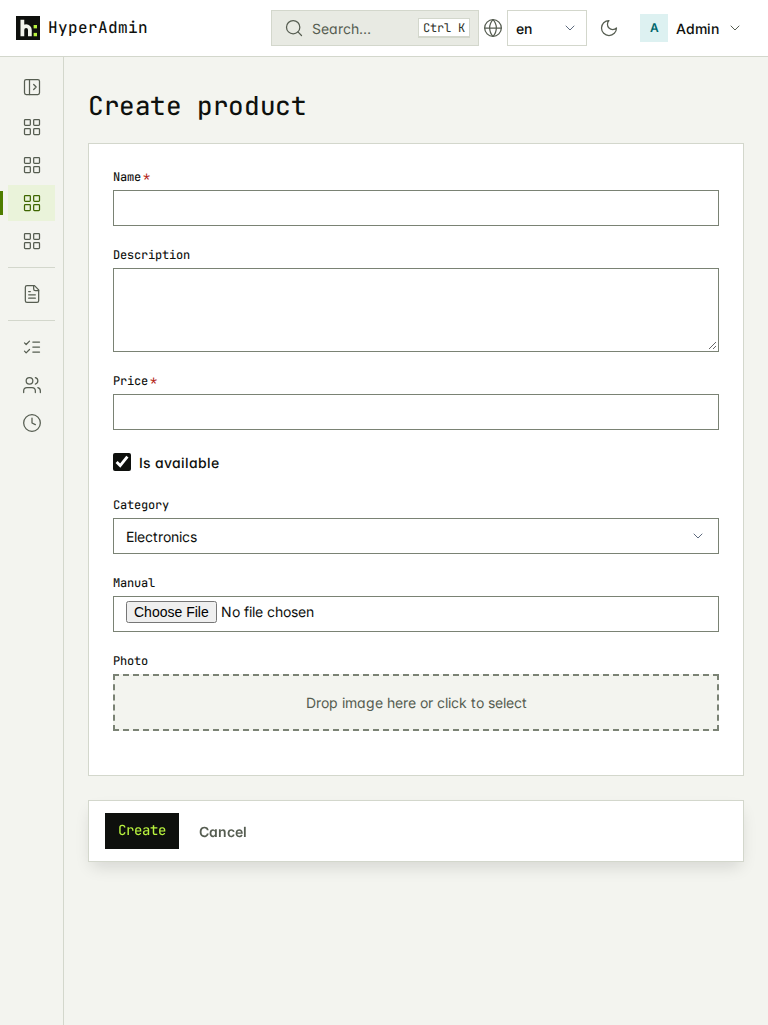 h: HyperAdmin
Search...
Ctrl K
en
A
Admin
Create product
Name*
Description
Price*
Is available
Category
Electronics
Manual
Choose File No file chosen
Photo
Drop image here or click to select
Create
Cancel